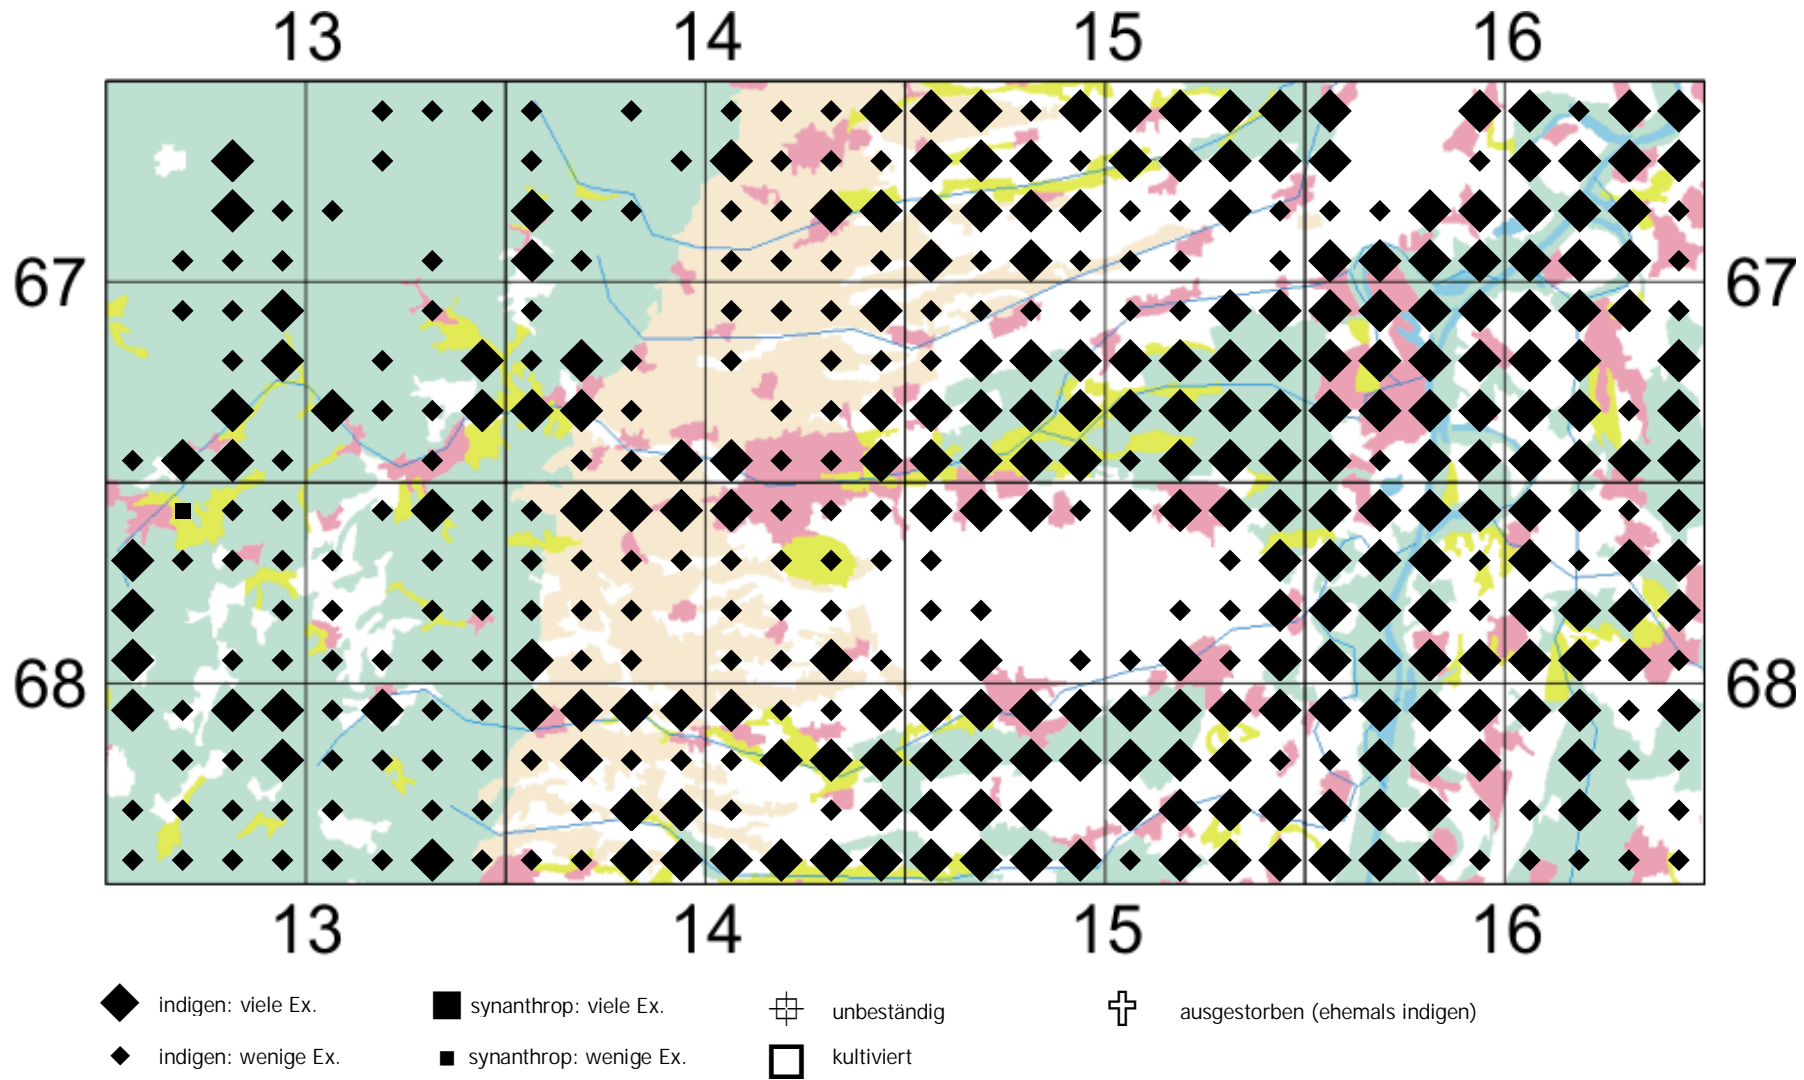 13 14 15 16
67 67
68 68
13 14 15 16
indigen: viele Ex. synanthrop: viele Ex. unbeständig ausgestorben (ehemals indigen)
indigen: wenige Ex. synanthrop: wenige Ex. kultiviert